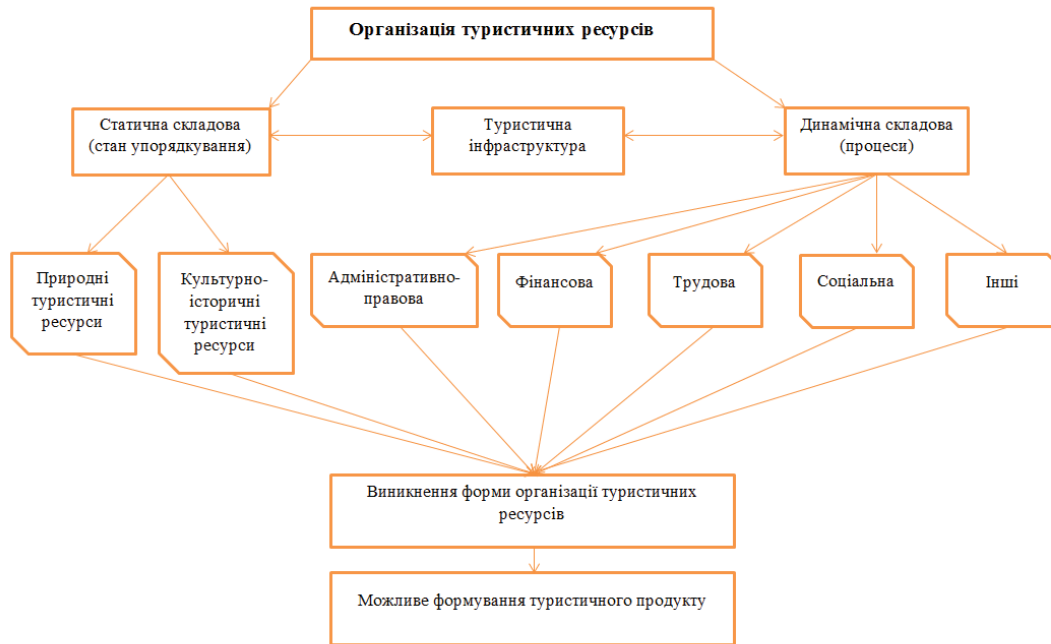 Організація туристичних ресурсів
Статична складова
(стан упорядкування)
Туристична
інфраструктура
Динамічна складова
(процеси)
Природні
туристичні
ресурси
Культурно-
історичні
туристичні
ресурси
Адміністративно-
правова
Фінансова
Трудова
Соціальна
Інші
Виникнення форми організації туристичних
ресурсів
Можливе формування туристичного продукту